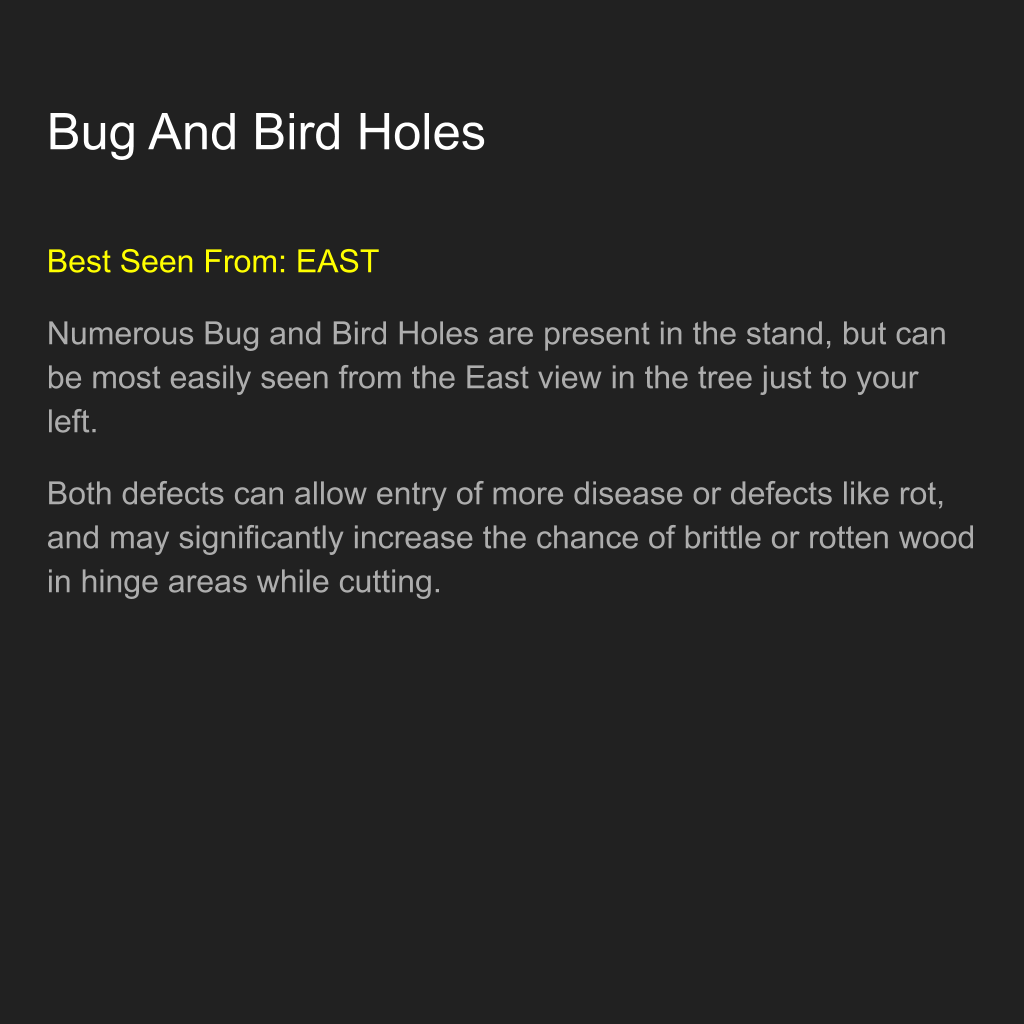 Bug And Bird Holes
Best Seen From: EAST
Numerous Bug and Bird Holes are present in the stand, but can
be most easily seen from the East view in the tree just to your
left.
Both defects can allow entry of more disease or defects like rot,
and may significantly increase the chance of brittle or rotten wood
in hinge areas while cutting.